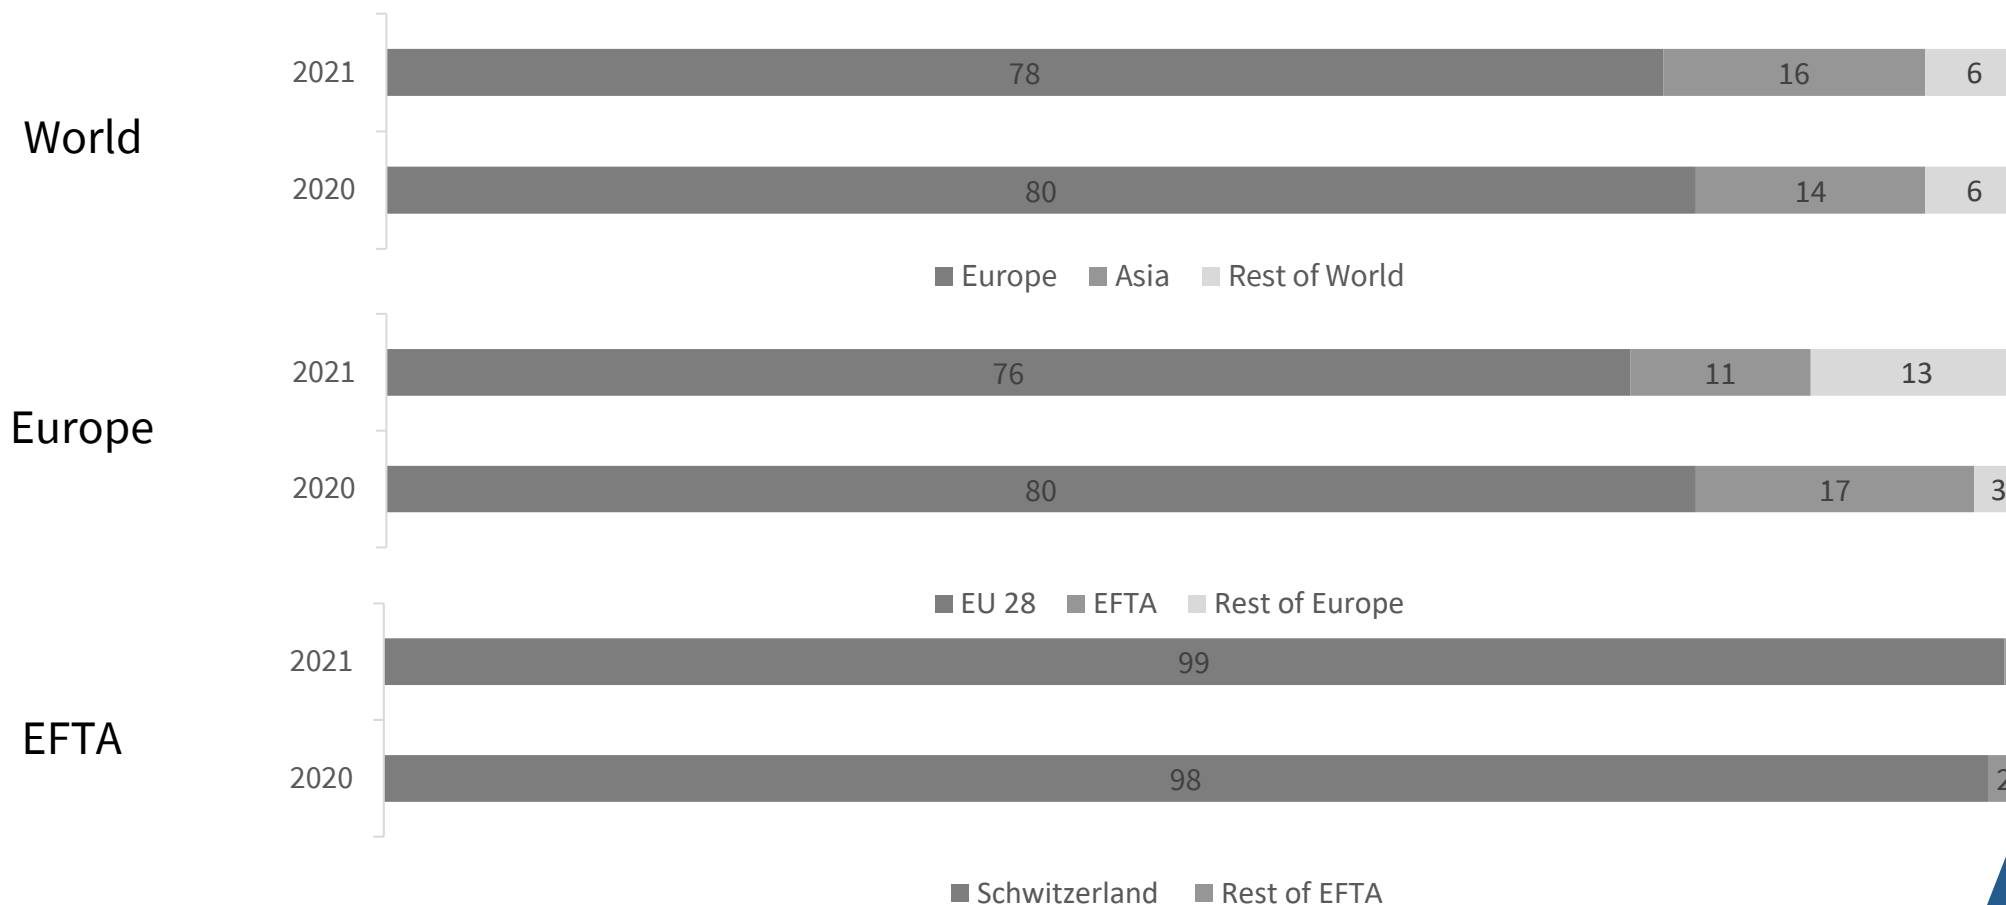 World
2021 78 16 6
2020 80 14 6
Europe Asia Rest of World
Europe
2021 76 11 13
2020 80 17 3
EU 28 EFTA Rest of Europe
EFTA
2021 99
2020 98 2
Schwitzerland Rest of EFTA